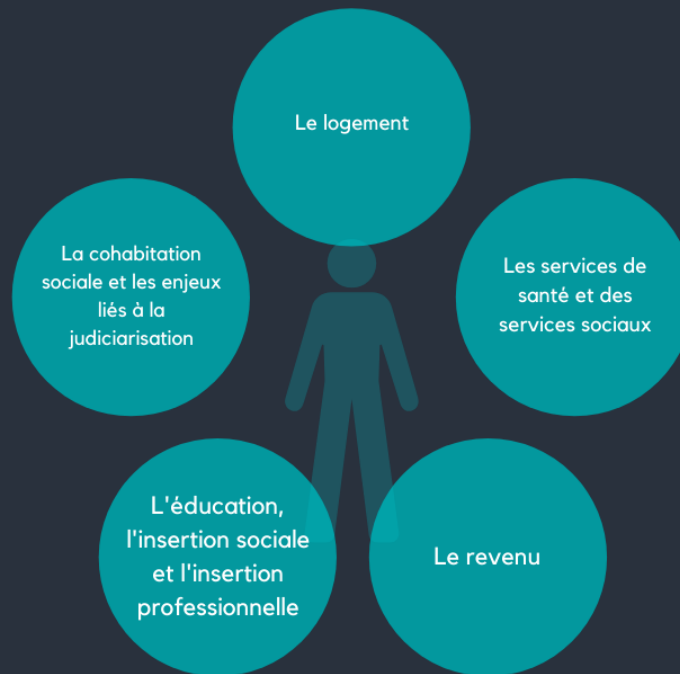 Le logement
La cohabitation
sociale et les enjeux
liés à la
judiciarisation
Les services de
santé et des
services sociaux
L'éducation,
l'insertion sociale
et l'insertion
professionnelle
Le revenu